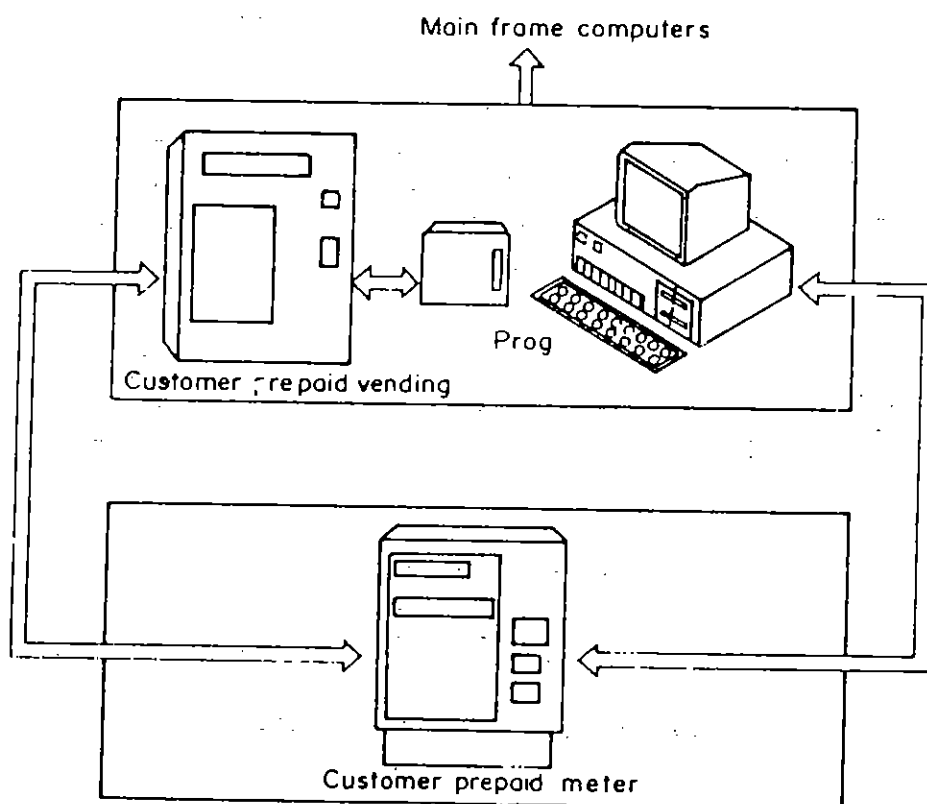 Main frame computers
Prog
Customer prepaid vending
Customer prepaid meter